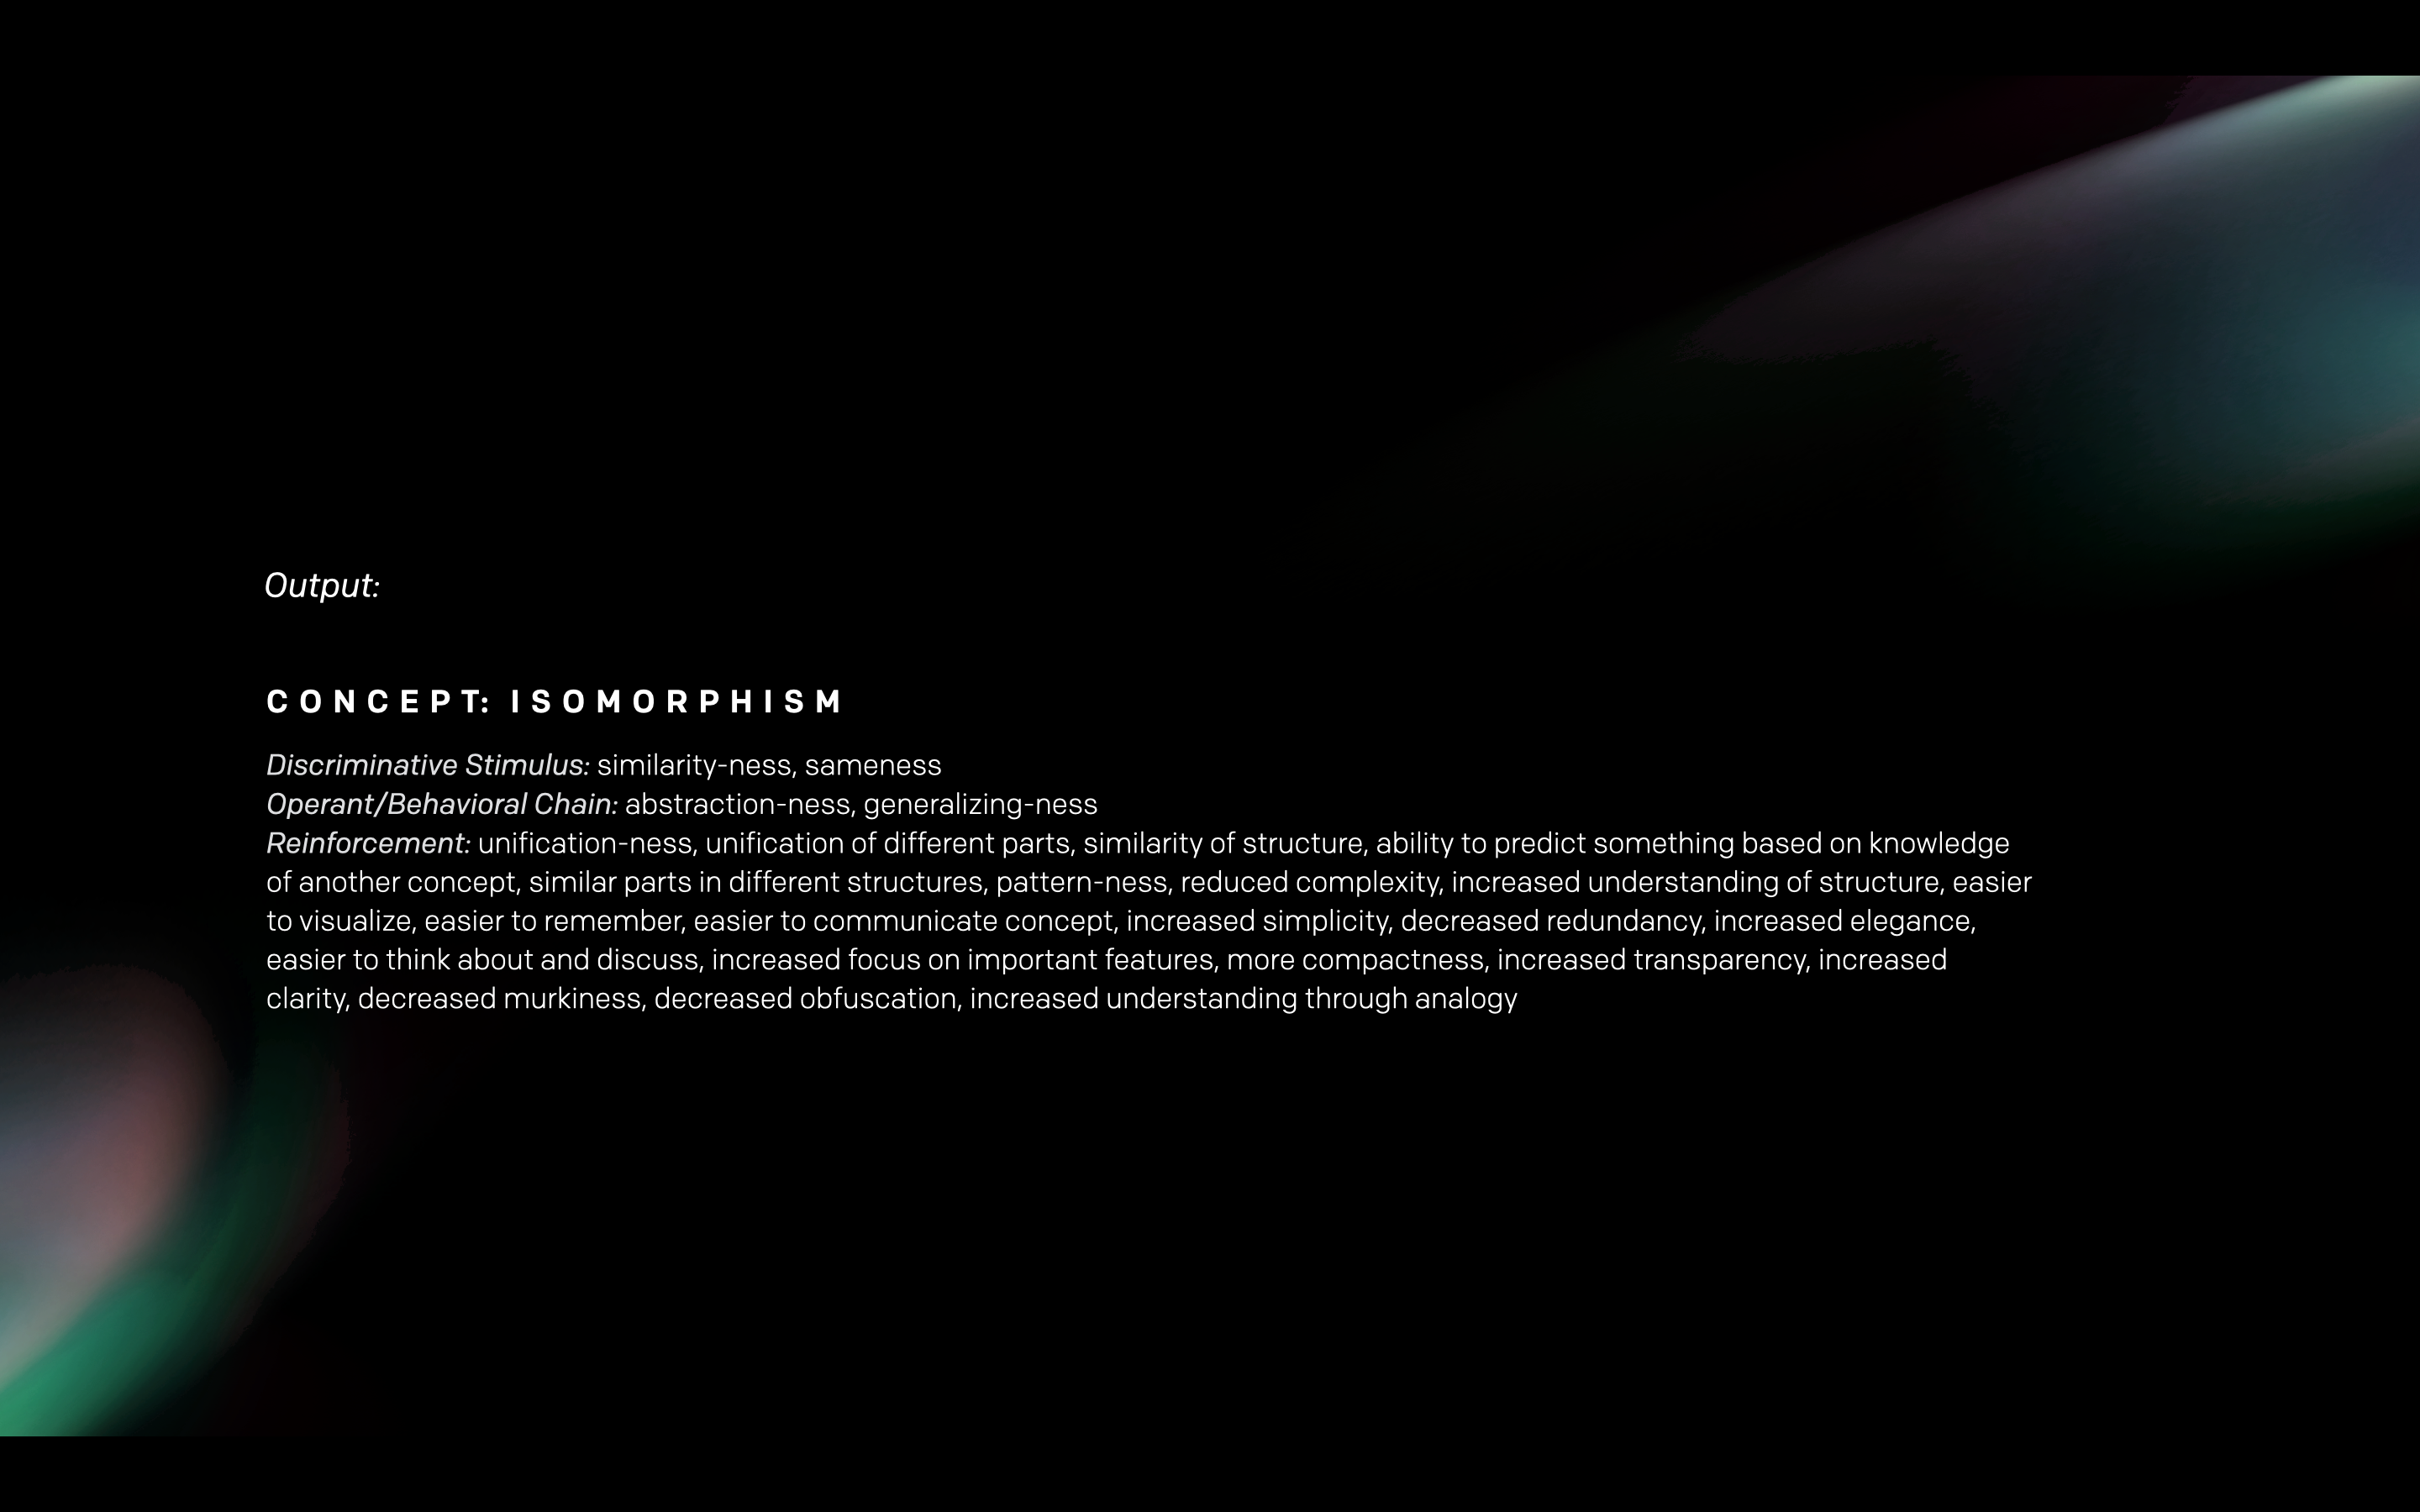 Output:
CONCEPT: ISOMORPHISM
Discriminative Stimulus: similarity-ness, sameness
Operant/Behavioral Chain: abstraction-ness, generalizing-ness
Reinforcement: unification-ness, unification of different parts, similarity of structure, ability to predict something based on knowledge
of another concept, similar parts in different structures, pattern-ness, reduced complexity, increased understanding of structure, easier
to visualize, easier to remember, easier to communicate concept, increased simplicity, decreased redundancy, increased elegance,
easier to think about and discuss, increased focus on important features, more compactness, increased transparency, increased
clarity, decreased murkiness, decreased obfuscation, increased understanding through analogy